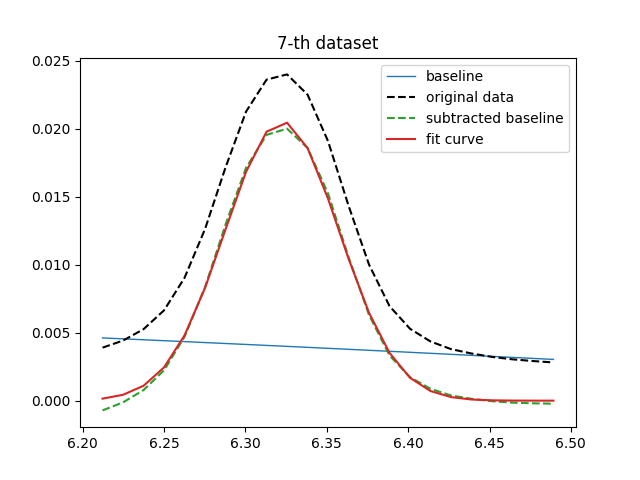 7-th dataset
baseline
original data
subtracted baseline
fit curve
0.025
0.020
0.015
0.010
0.005
0.000
6.20 6.25 6.30 6.35 6.40 6.45 6.50